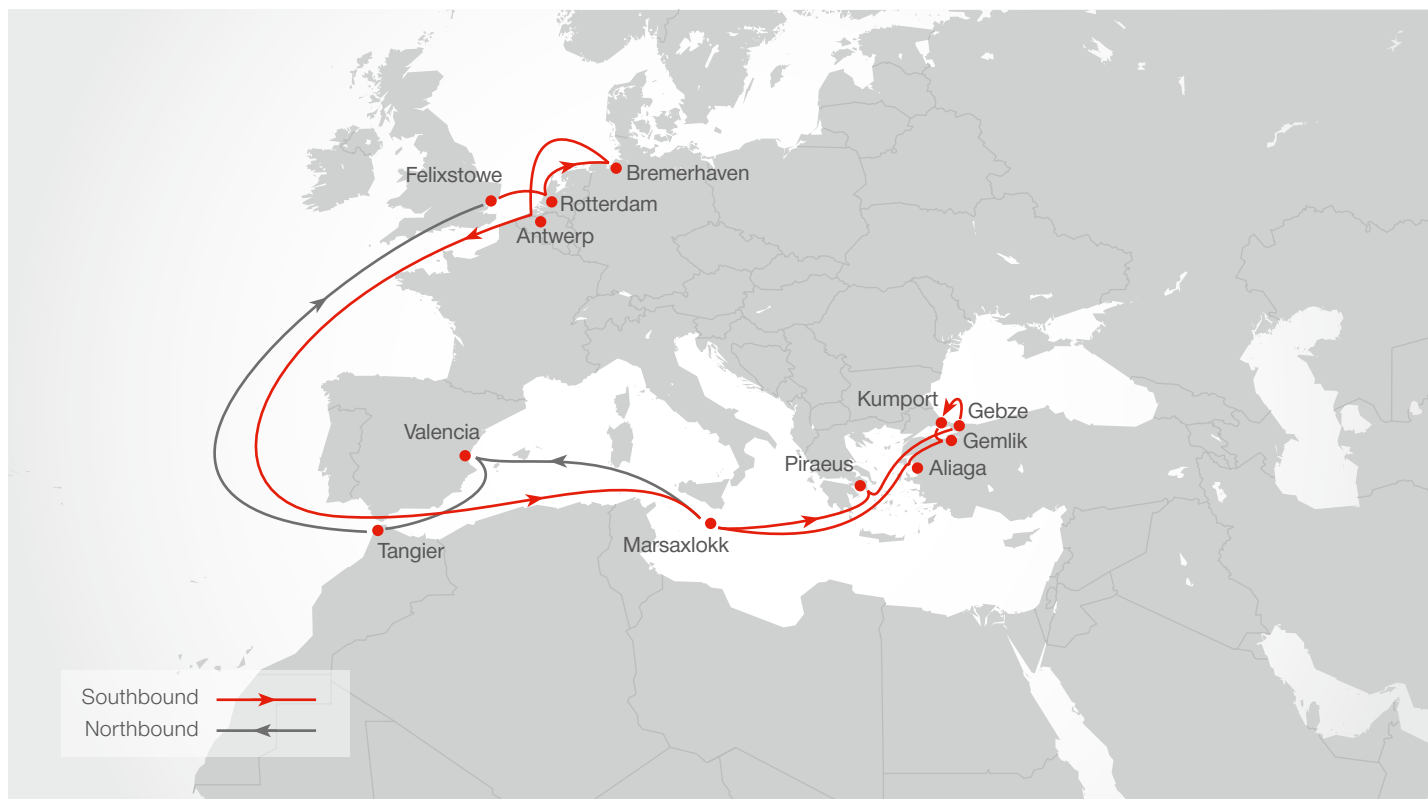 Felixstowe
Bremerhaven
Rotterdam
Antwerp
Kumport
Gebze
Valencia
Gemlik
Piraeus
Aliaga
Marsaxlokk
Tangier
Southbound
Northbound